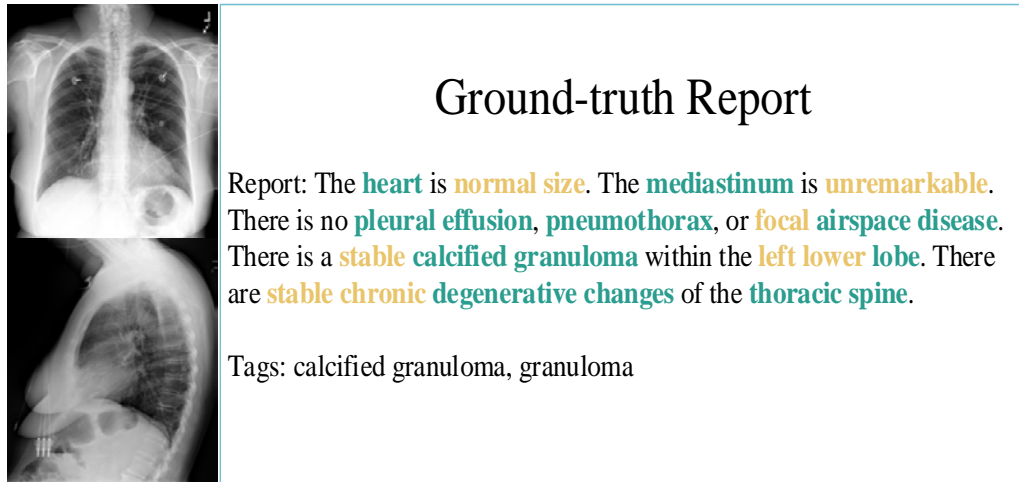 Ground-truth Report
Report: The heart is normal size. The mediastinum is unremarkable.
There is no pleural effusion, pneumothorax, or focal airspace disease.
There is a stable calcified granuloma within the left lower lobe. There
are stable chronic degenerative changes of the thoracic spine.
Tags: calcified granuloma, granuloma